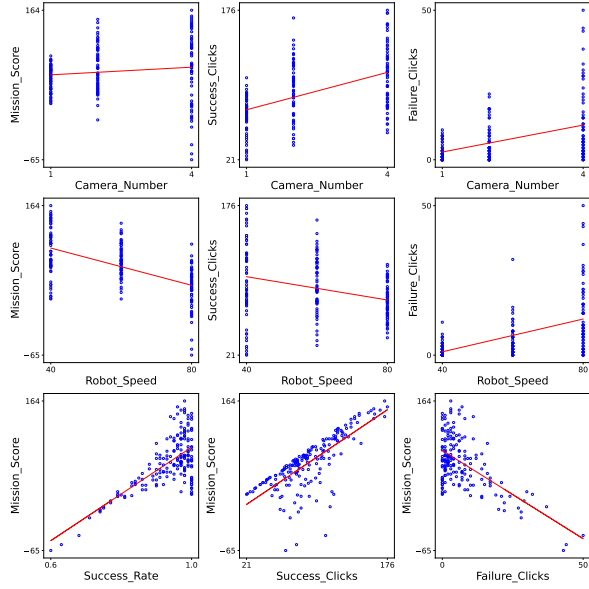 164
Mission_Score
−65
1
4
Camera_Number
176
Success_Clicks
21
1
4
Camera_Number
50
Failure_Clicks
0
1
4
Camera_Number
164
Mission_Score
−65
40
80
Robot_Speed
176
Success_Clicks
21
40
80
Robot_Speed
50
Failure_Clicks
0
40
80
Robot_Speed
164
Mission_Score
−65
0.6
1.0
Success_Rate
164
Mission_Score
−65
21
176
Success_Clicks
164
Mission_Score
−65
0
50
Failure_Clicks